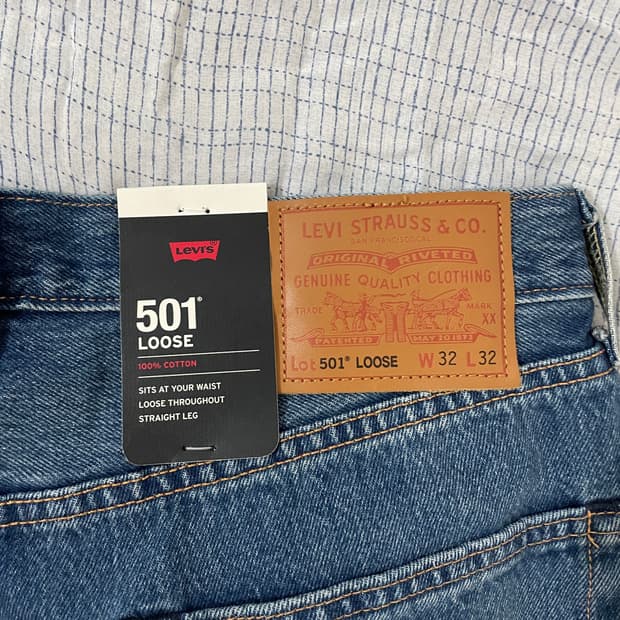 Levi's
501®
LOOSE
100% COTTON
SITS AT YOUR WAIST
LOOSE THROUGHOUT
STRAIGHT LEG
LEVI STRAUSS & CO.
SAN FRANCISCO, CAL.
ORIGINAL RIVETED
GENUINE QUALITY CLOTHING
TRADE MARK
XX
PATENTED MAY 20 1873
Lot 501® LOOSE W 32 L 32